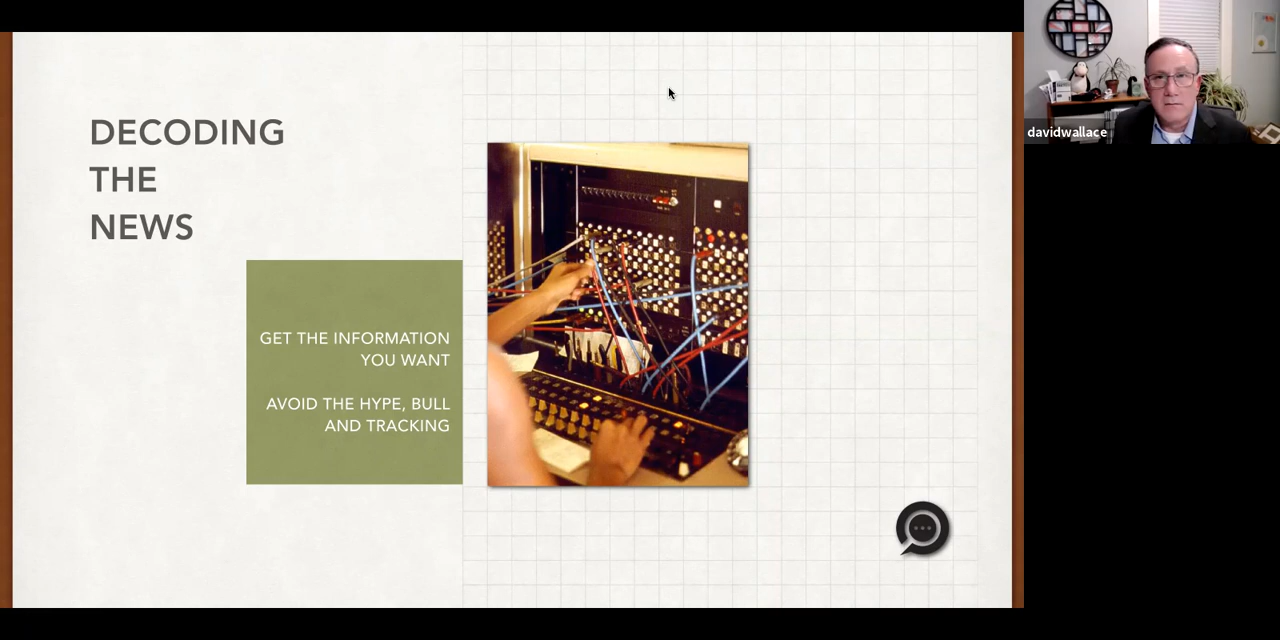 DECODING
THE
NEWS
GET THE INFORMATION
YOU WANT
AVOID THE HYPE, BULL
AND TRACKING
davidwallace